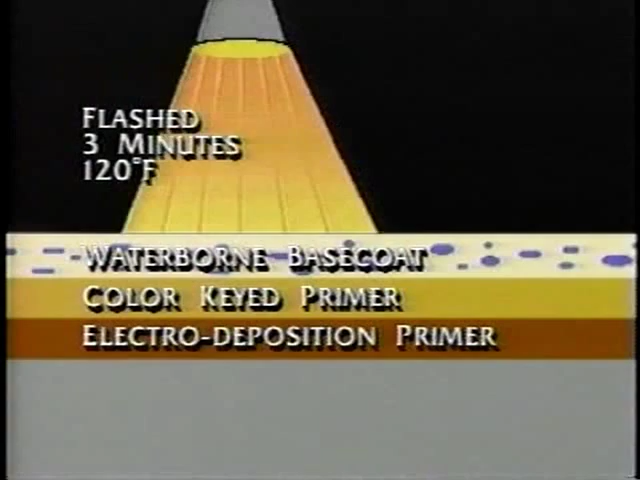 Flashed
3 Minutes
120°F
Waterborne Basecoat
Color Keyed Primer
Electro-deposition Primer